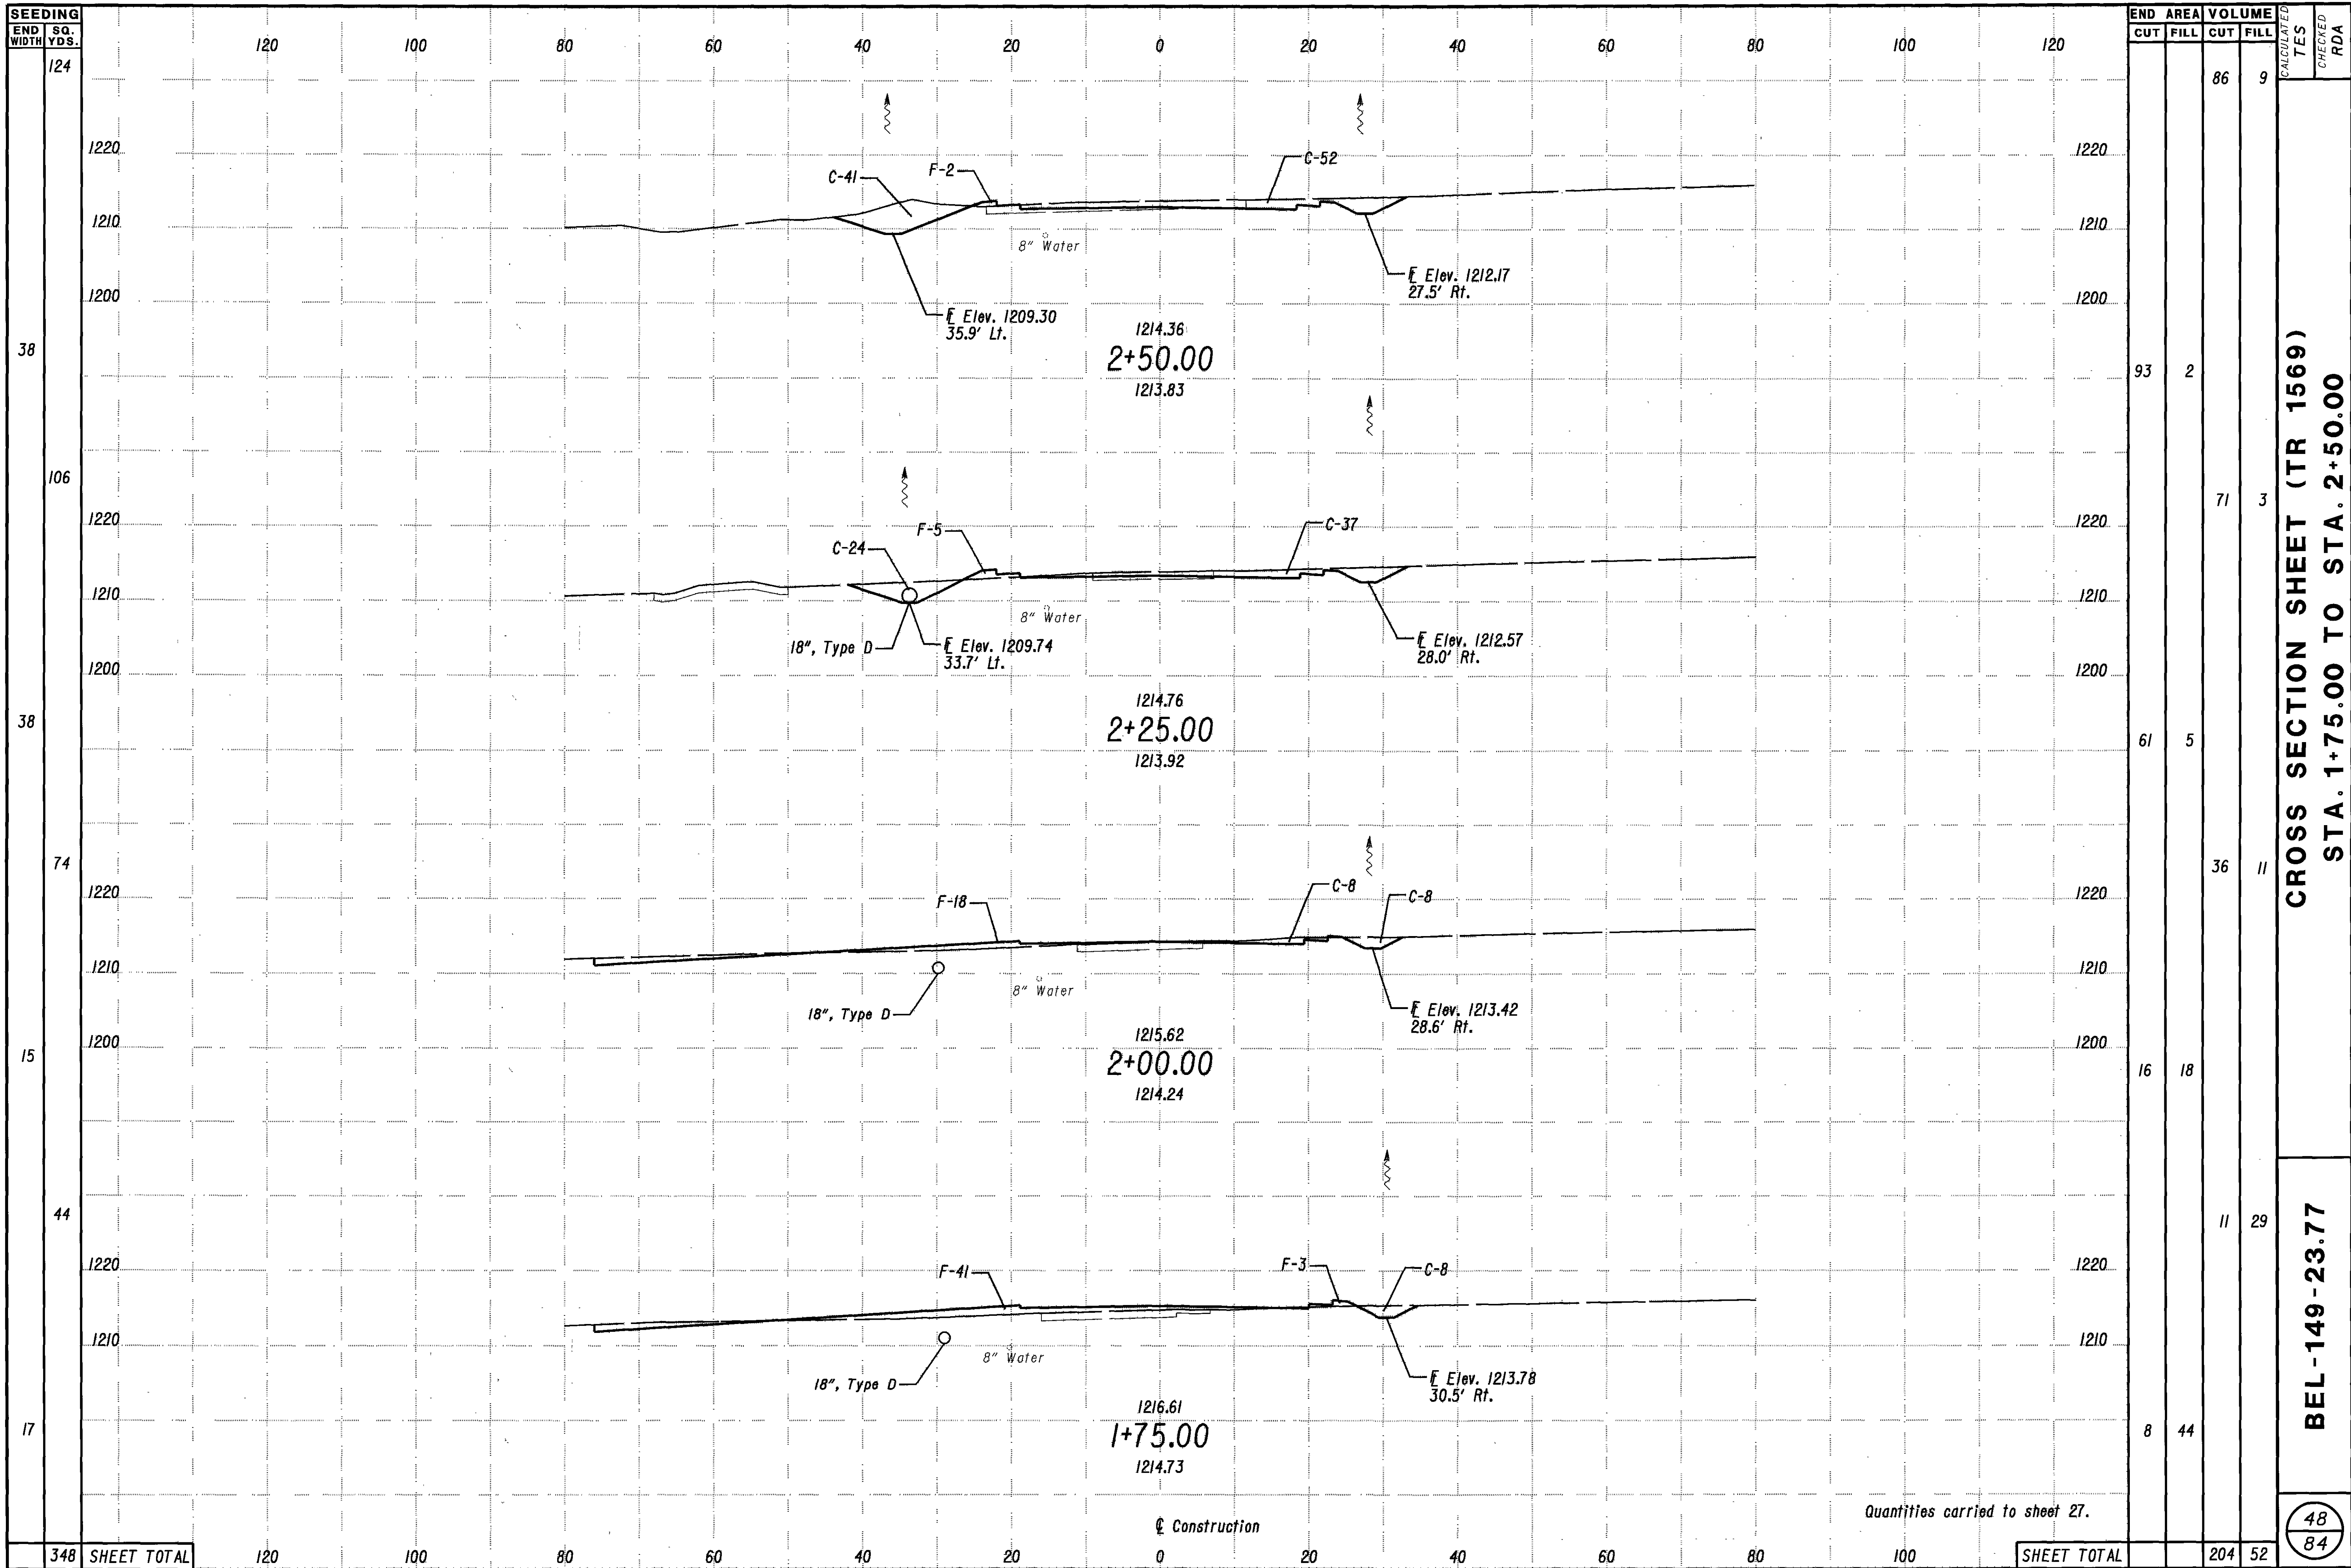 SEEDING
END WIDTH
SQ. YDS.
120 100 80 60 40 20 0 20 40 60 80 100 120
END AREA VOLUME
CUT FILL CUT FILL
CALCULATED
TES
CHECKED
RDA
124
86 9
1220
C-41
F-2
C-52
1220
1210
8" Water
1210
1200
℄ Elev. 1212.17
27.5' Rt.
1200
℄ Elev. 1209.30
35.9' Lt.
1214.36
38
2+50.00
93 2
1213.83
106
71 3
1220
C-24
F-5
C-37
1220
1210
8" Water
1210
18", Type D
℄ Elev. 1209.74
33.7' Lt.
℄ Elev. 1212.57
28.0' Rt.
1200
1200
1214.76
38
2+25.00
61 5
1213.92
74
36 11
1220
F-18
C-8
C-8
1220
1210
8" Water
1210
18", Type D
℄ Elev. 1213.42
28.6' Rt.
1200
1200
1215.62
15
2+00.00
16 18
1214.24
44
11 29
1220
F-41
F-3
C-8
1220
1210
8" Water
1210
18", Type D
℄ Elev. 1213.78
30.5' Rt.
1216.61
17
1+75.00
8 44
1214.73
Quantities carried to sheet 27.
℄ Construction
348 SHEET TOTAL
120 100 80 60 40 20 0 20 40 60 80 100 120
SHEET TOTAL 204 52
CROSS SECTION SHEET (TR 1569)
STA. 1+75.00 TO STA. 2+50.00
BEL-149-23.77
48
84